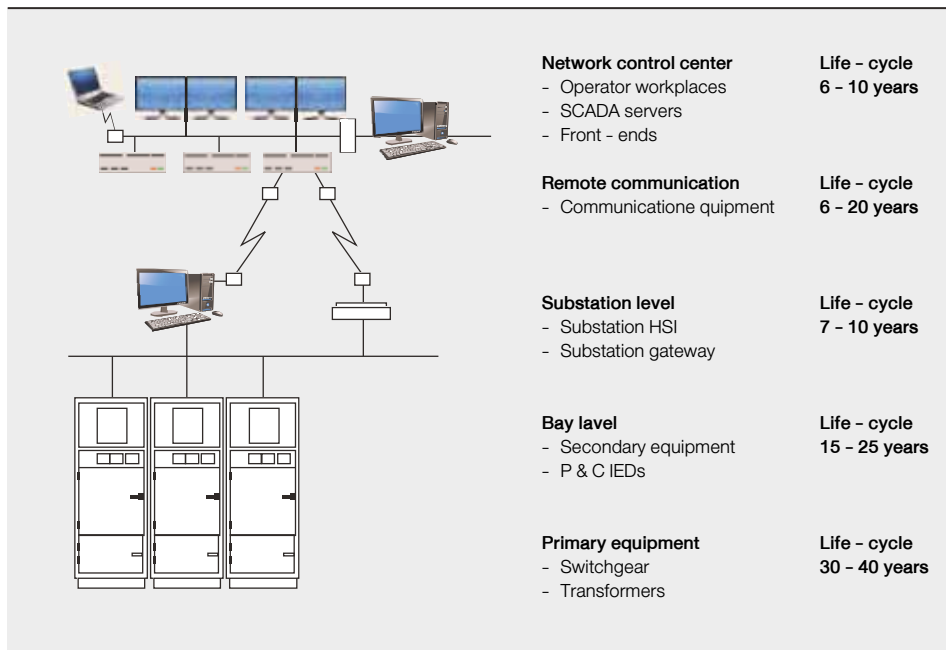 Network control center Life - cycle
- Operator workplaces 6 - 10 years
- SCADA servers
- Front - ends
Remote communication Life - cycle
- Communicatione quipment 6 - 20 years
Substation level Life - cycle
- Substation HSI 7 - 10 years
- Substation gateway
Bay lavel Life - cycle
- Secondary equipment 15 - 25 years
- P & C IEDs
Primary equipment Life - cycle
- Switchgear 30 - 40 years
- Transformers